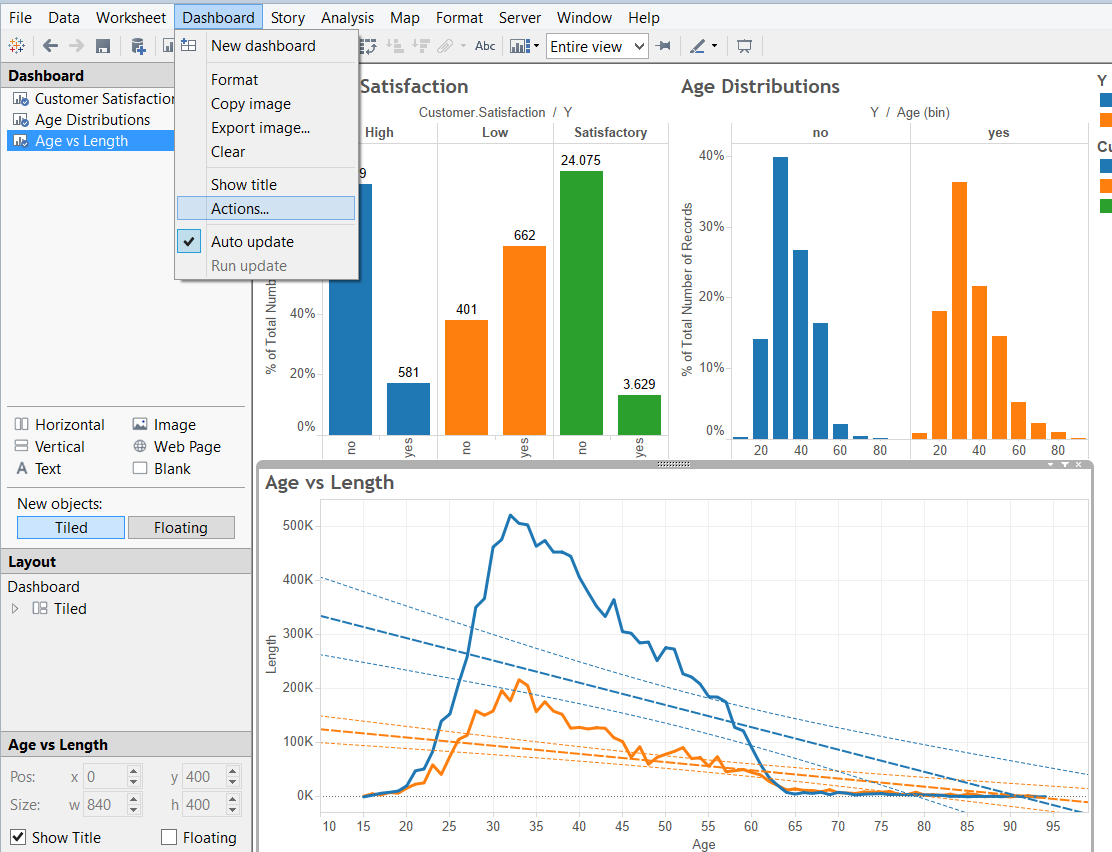 File Data Worksheet Dashboard Story Analysis Map Format Server Window Help
Abc Entire view
New dashboard
Format
Copy image
Export image...
Clear
Show title
Actions...
Auto update
Run update
Dashboard
Customer Satisfaction
Age Distributions
Age vs Length
Horizontal Image
Vertical Web Page
Text Blank
New objects:
Tiled Floating
Layout
Dashboard
Tiled
Age vs Length
Pos: x 0 y 400
Size: w 840 h 400
Show Title Floating
Satisfaction
Customer.Satisfaction / Y
High Low Satisfactory
9 24.075
662
401
581 3.629
% of Total Numb
40%
20%
0%
no yes no yes no yes
Age Distributions
Y / Age (bin)
no yes
% of Total Number of Records
40%
30%
20%
10%
0%
20 40 60 80 20 40 60 80
Y
Cu
Age vs Length
Length
500K
400K
300K
200K
100K
0K
10 15 20 25 30 35 40 45 50 55 60 65 70 75 80 85 90 95
Age